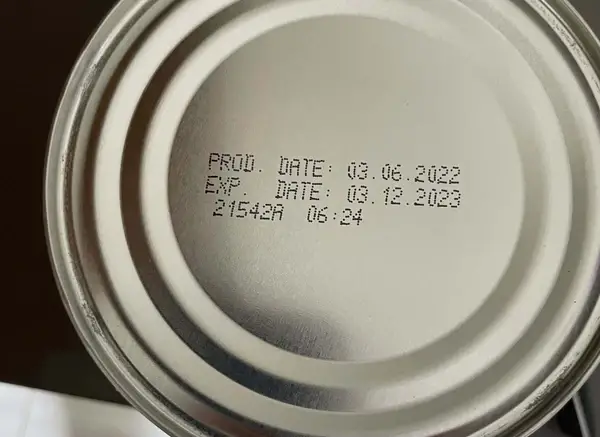 PROD. DATE: 03.06.2022
EXP. DATE: 03.12.2023
21542A 06:24